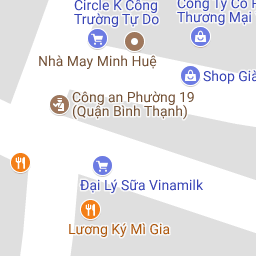 Circle K Công
Trường Tự Do
Công Ty Cổ P
Thương Mại
Nhà May Minh Huệ
Shop Già
Công an Phường 19
(Quận Bình Thạnh)
Đại Lý Sữa Vinamilk
Lương Ký Mì Gia